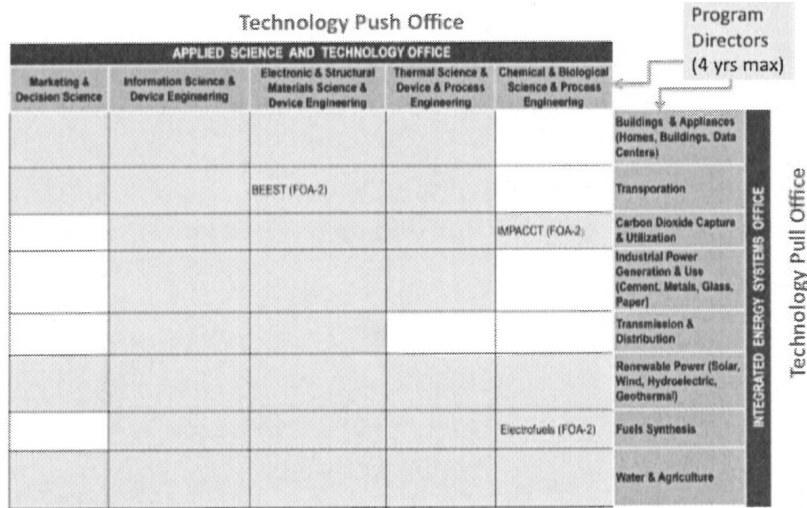 Technology Push Office
Program
Directors
(4 yrs max)
APPLIED SCIENCE AND TECHNOLOGY OFFICE
Marketing &
Decision Science
Information Science &
Device Engineering
Electronic & Structural
Materials Science &
Device Engineering
Thermal Science &
Device & Process
Engineering
Chemical & Biological
Science & Process
Engineering
Buildings & Appliances
(Homes, Buildings, Data
Centers)
BEEST (FOA-2)
Transporation
IMPACCT (FOA-2)
Carbon Dioxide Capture
& Utilization
Industrial Power
Generation & Use
(Cement, Metals, Glass,
Paper)
Transmission &
Distribution
Renewable Power (Solar,
Wind, Hydroelectric,
Geothermal)
Electrofuels (FOA-2)
Fuels Synthesis
Water & Agriculture
INTEGRATED ENERGY SYSTEMS OFFICE
Technology Pull Office